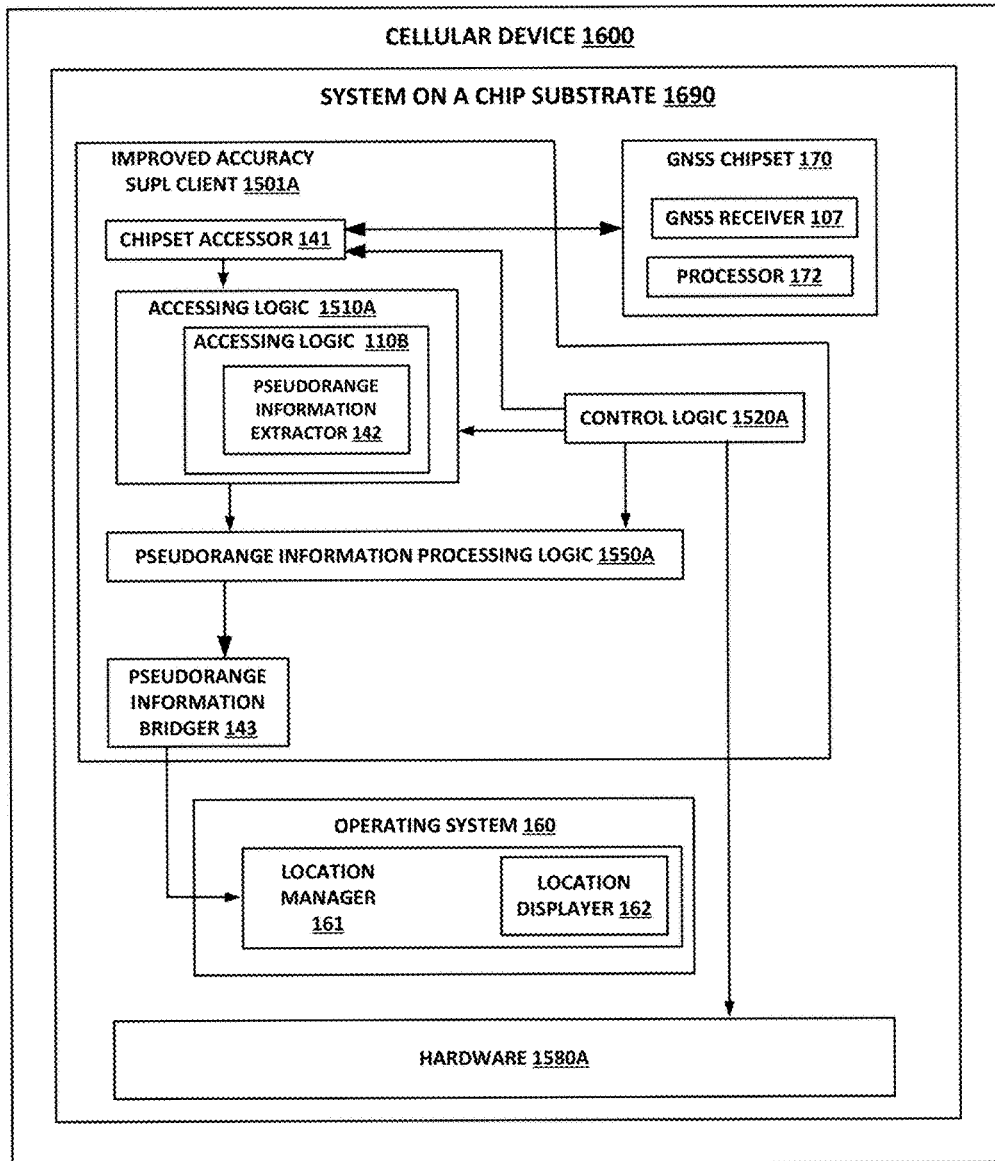 CELLULAR DEVICE 1600
SYSTEM ON A CHIP SUBSTRATE 1690
IMPROVED ACCURACY
SUPL CLIENT 1501A
GNSS CHIPSET 170
GNSS RECEIVER 107
PROCESSOR 172
CHIPSET ACCESSOR 141
ACCESSING LOGIC 1510A
ACCESSING LOGIC 110B
PSEUDORANGE
INFORMATION
EXTRACTOR 142
CONTROL LOGIC 1520A
PSEUDORANGE INFORMATION PROCESSING LOGIC 1550A
PSEUDORANGE
INFORMATION
BRIDGER 143
OPERATING SYSTEM 160
LOCATION
MANAGER
161
LOCATION
DISPLAYER 162
HARDWARE 1580A